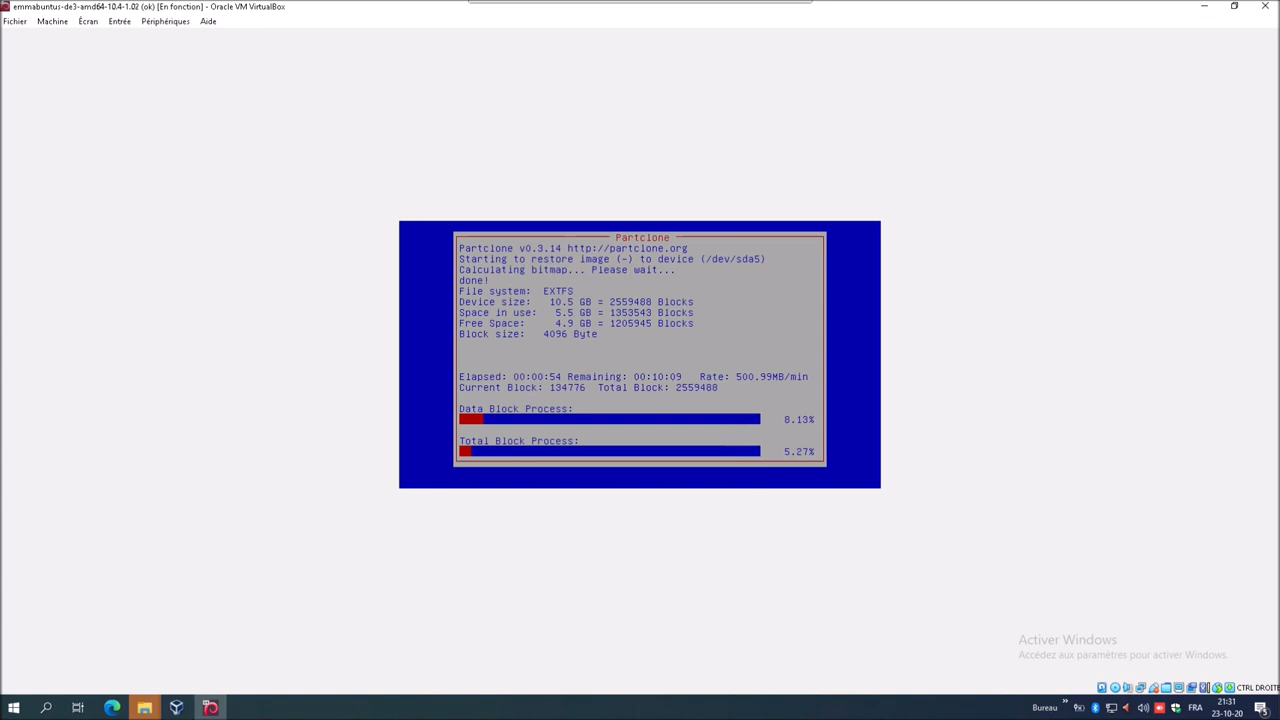 emmabuntus-de3-amd64-10.4-1.02 (ok) [En fonction] - Oracle VM VirtualBox
Fichier Machine Écran Entrée Périphériques Aide
Partclone
Partclone v0.3.14 http://partclone.org
Starting to restore image (-) to device (/dev/sda5)
Calculating bitmap... Please wait...
done!
File system: EXTFS
Device size: 10.5 GB = 2559488 Blocks
Space in use: 5.5 GB = 1353543 Blocks
Free Space: 4.9 GB = 1205945 Blocks
Block size: 4096 Byte
Elapsed: 00:00:54 Remaining: 00:10:09 Rate: 500.99MB/min
Current Block: 134776 Total Block: 2559488
Data Block Process:
8.13%
Total Block Process:
5.27%
Activer Windows
Accédez aux paramètres pour activer Windows.
CTRL DROITE
Bureau
FRA
21:31
23-10-20
5